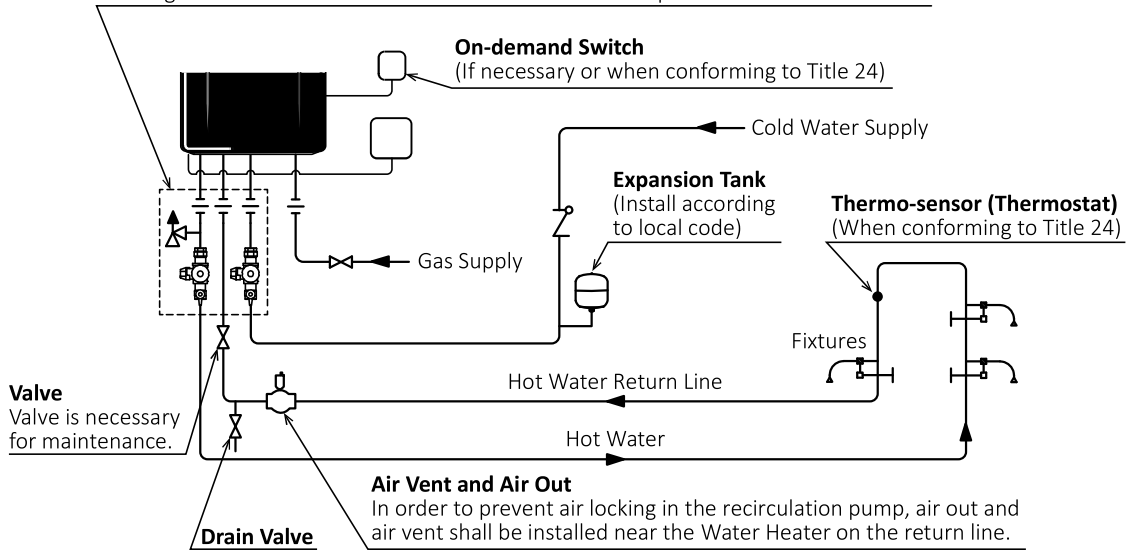 On-demand Switch
(If necessary or when conforming to Title 24)
Cold Water Supply
Expansion Tank
(Install according
to local code)
Thermo-sensor (Thermostat)
(When conforming to Title 24)
Gas Supply
Fixtures
Hot Water Return Line
Valve
Valve is necessary
for maintenance.
Hot Water
Air Vent and Air Out
In order to prevent air locking in the recirculation pump, air out and
air vent shall be installed near the Water Heater on the return line.
Drain Valve